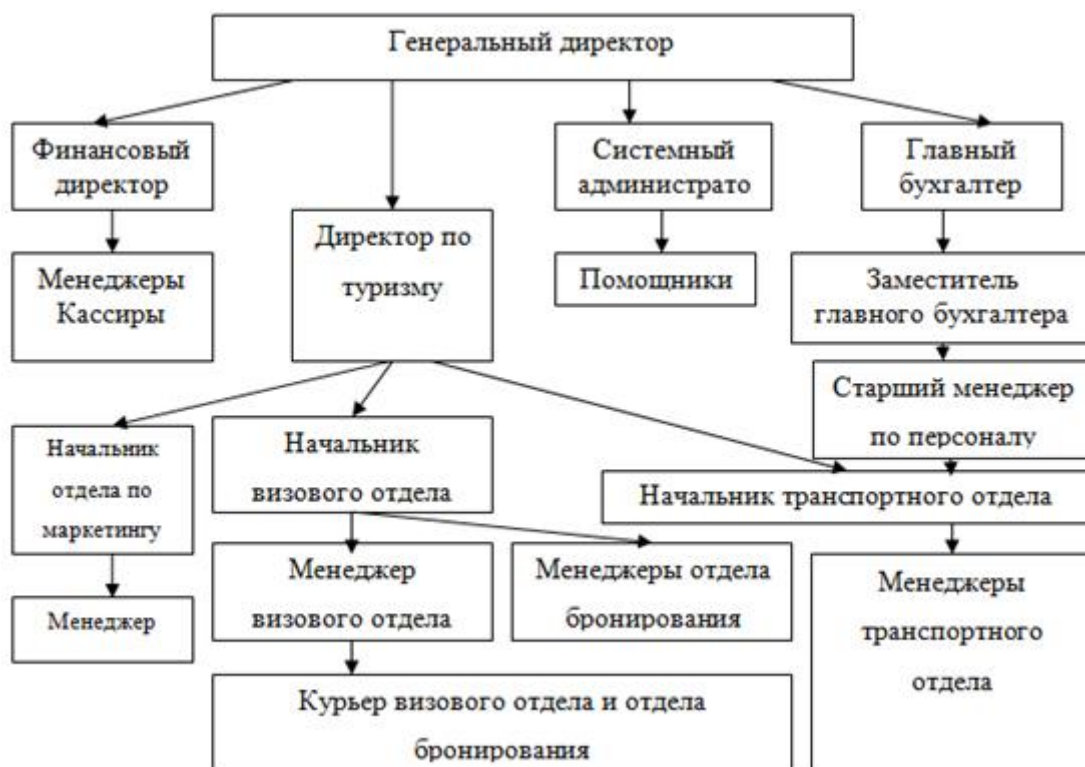 Генеральный директор
Финансовый
директор
Системный
администрато
Главный
бухгалтер
Директор по
туризму
Менеджеры
Кассиры
Помощники
Заместитель
главного бухгалтера
Старший менеджер
по персоналу
Начальник
отдела по
маркетингу
Начальник
визового отдела
Начальник транспортного отдела
Менеджер
Менеджер
визового отдела
Менеджеры отдела
бронирования
Менеджеры
транспортного
отдела
Курьер визового отдела и отдела
бронирования